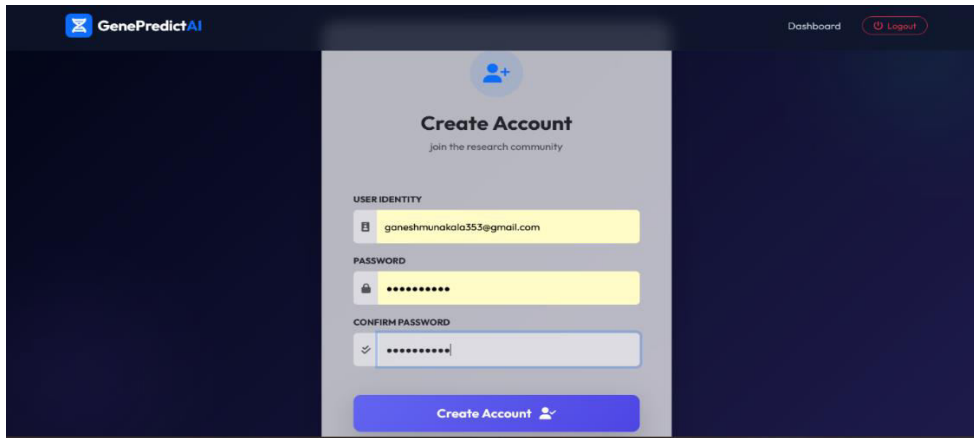 GenePredictAI
Dashboard
Logout
Create Account
join the research community
USER IDENTITY
ganeshmunakala353@gmail.com
PASSWORD
••••••••••
CONFIRM PASSWORD
••••••••••
Create Account